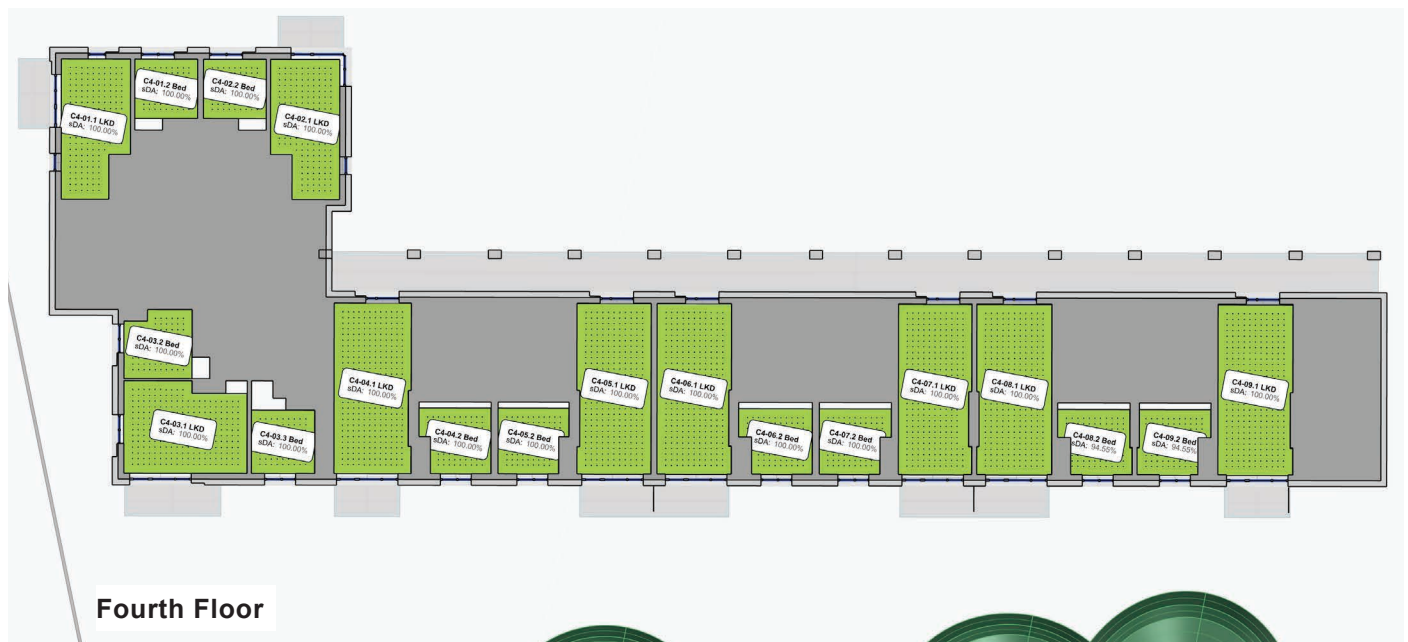 C4-01.2 Bed
sDA: 100.00%
C4-02.2 Bed
sDA: 100.00%
C4-01.1 LKD
sDA: 100.00%
C4-02.1 LKD
sDA: 100.00%
C4-03.2 Bed
sDA: 100.00%
C4-03.1 LKD
sDA: 100.00%
C4-03.3 Bed
sDA: 100.00%
C4-04.1 LKD
sDA: 100.00%
C4-04.2 Bed
sDA: 100.00%
C4-05.2 Bed
sDA: 100.00%
C4-05.1 LKD
sDA: 100.00%
C4-06.1 LKD
sDA: 100.00%
C4-06.2 Bed
sDA: 100.00%
C4-07.2 Bed
sDA: 100.00%
C4-07.1 LKD
sDA: 100.00%
C4-08.1 LKD
sDA: 100.00%
C4-08.2 Bed
sDA: 94.55%
C4-09.2 Bed
sDA: 94.55%
C4-09.1 LKD
sDA: 100.00%
Fourth Floor